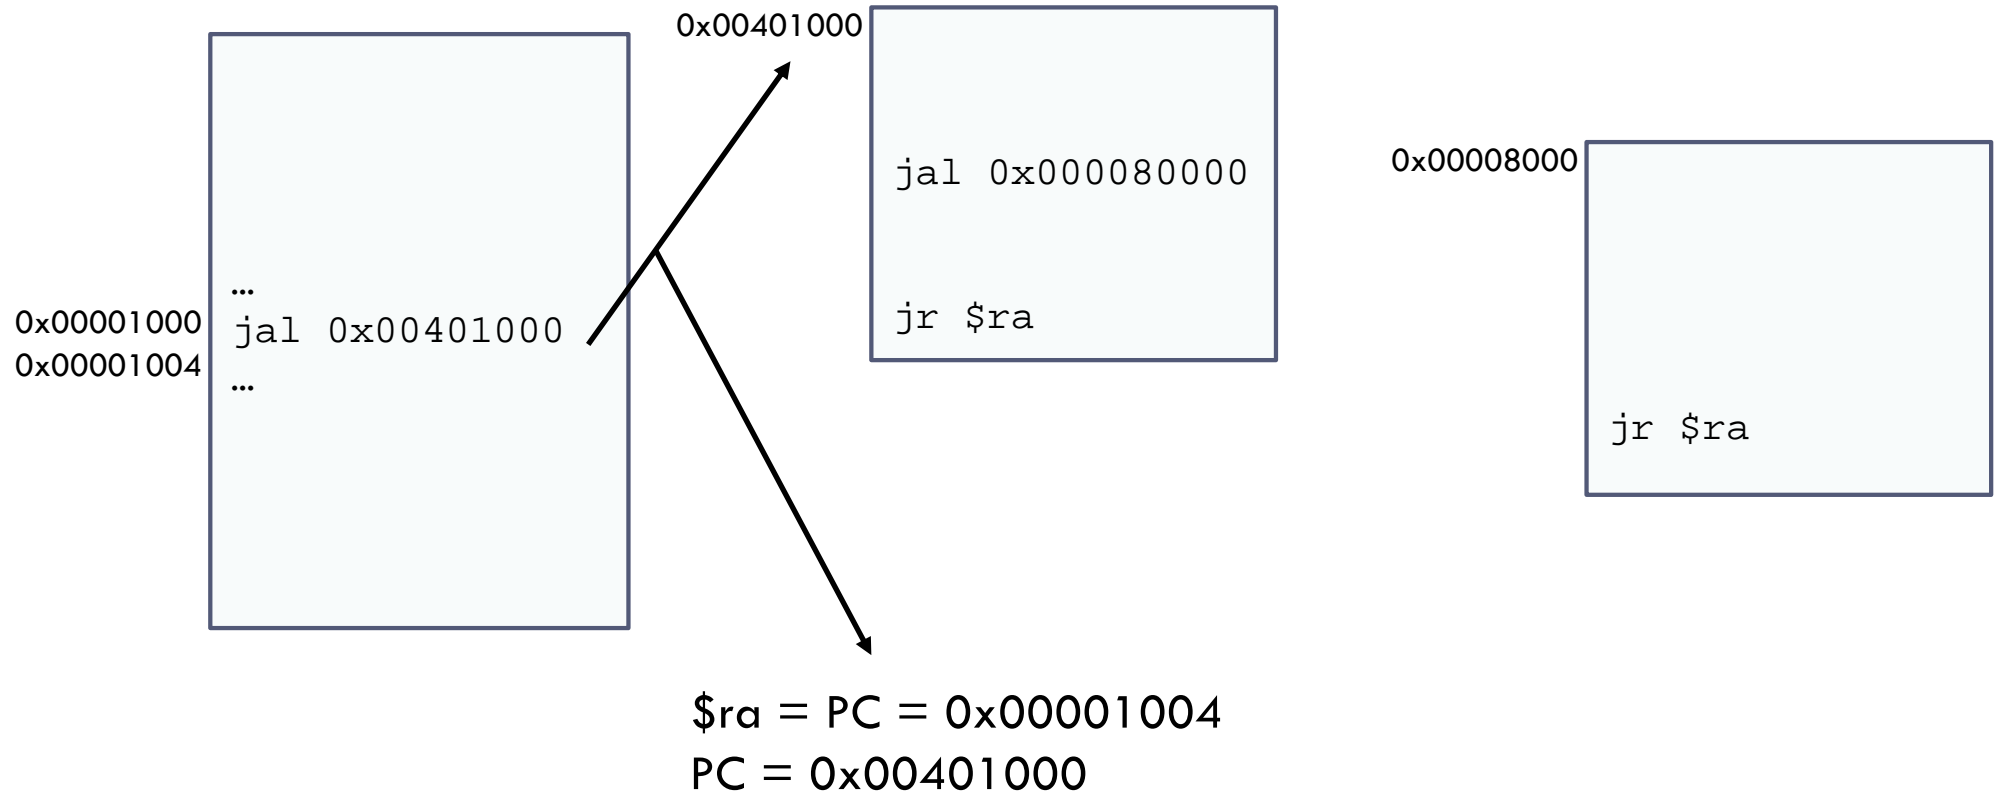 0x00001000
0x00001004
…
jal 0x00401000
…
0x00401000
jal 0x000080000
jr $ra
0x00008000
jr $ra
$ra = PC = 0x00001004
PC = 0x00401000